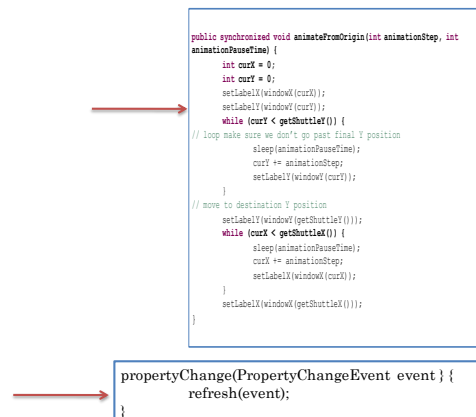 public synchronized void animateFromOrigin(int animationStep, int
animationPauseTime) {
int curX = 0;
int curY = 0;
setLabelX(windowX(curX));
setLabelY(windowY(curY));
while (curY < getShuttleY()) {
// loop make sure we don't go past final Y position
sleep(animationPauseTime);
curY += animationStep;
setLabelY(windowY(curY));
}
// move to destination Y position
setLabelY(windowY(getShuttleY()));
while (curX < getShuttleX()) {
sleep(animationPauseTime);
curX += animationStep;
setLabelX(windowX(curX));
}
setLabelX(windowX(getShuttleX()));
}
propertyChange(PropertyChangeEvent event } {
refresh(event);
}